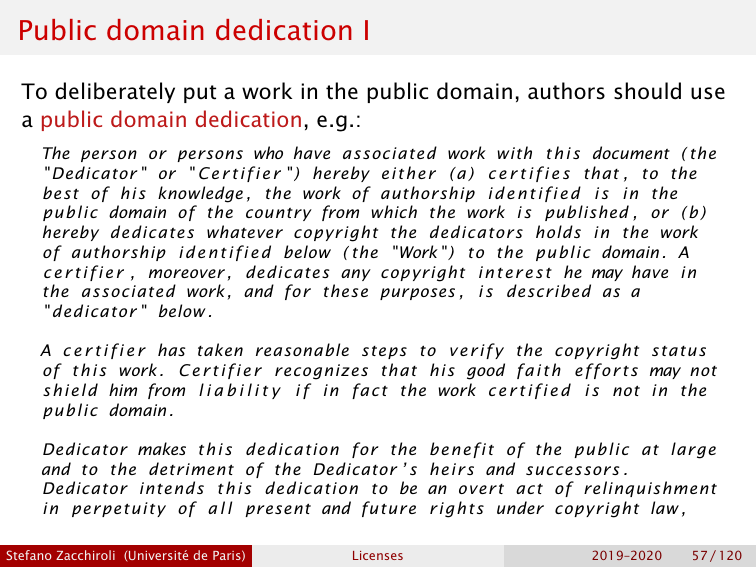 Public domain dedication I
To deliberately put a work in the public domain, authors should use
a public domain dedication, e.g.:
The person or persons who have associated work with this document (the
"Dedicator" or "Certifier") hereby either (a) certifies that, to the
best of his knowledge, the work of authorship identified is in the
public domain of the country from which the work is published, or (b)
hereby dedicates whatever copyright the dedicators holds in the work
of authorship identified below (the "Work") to the public domain. A
certifier, moreover, dedicates any copyright interest he may have in
the associated work, and for these purposes, is described as a
"dedicator" below.
A certifier has taken reasonable steps to verify the copyright status
of this work. Certifier recognizes that his good faith efforts may not
shield him from liability if in fact the work certified is not in the
public domain.
Dedicator makes this dedication for the benefit of the public at large
and to the detriment of the Dedicator's heirs and successors.
Dedicator intends this dedication to be an overt act of relinquishment
in perpetuity of all present and future rights under copyright law,
Stefano Zacchiroli (Université de Paris) Licenses 2019–2020 57/120